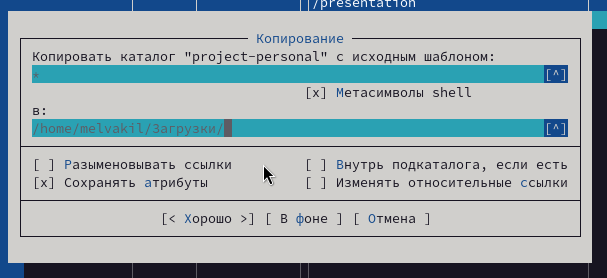 /presentation
Копирование
Копировать каталог "project-personal" с исходным шаблоном:
* [^]
[x] Метасимволы shell
в:
/home/melvakil/Загрузки/ [^]
[ ] Разыменовывать ссылки [ ] Внутрь подкаталога, если есть
[x] Сохранять атрибуты [ ] Изменять относительные ссылки
[< Хорошо >] [ В фоне ] [ Отмена ]